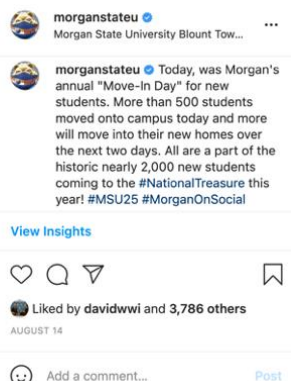 morganstateu
Morgan State University Blount Tow...
morganstateu Today, was Morgan's
annual "Move-In Day" for new
students. More than 500 students
moved onto campus today and more
will move into their new homes over
the next two days. All are a part of the
historic nearly 2,000 new students
coming to the #NationalTreasure this
year! #MSU25 #MorganOnSocial
View Insights
Liked by davidwwi and 3,786 others
AUGUST 14
Add a comment... Post